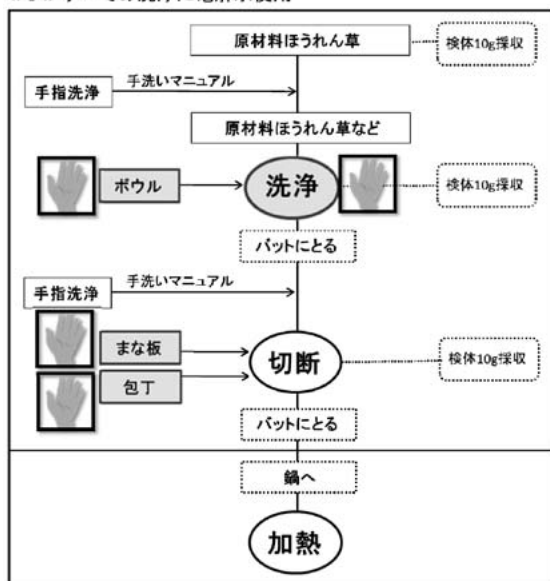 原材料ほうれん草
検体10g採収
手指洗浄
手洗いマニュアル
原材料ほうれん草など
ボウル
洗浄
検体10g採収
バットにとる
手指洗浄
手洗いマニュアル
まな板
包丁
切断
検体10g採収
バットにとる
鍋へ
加熱